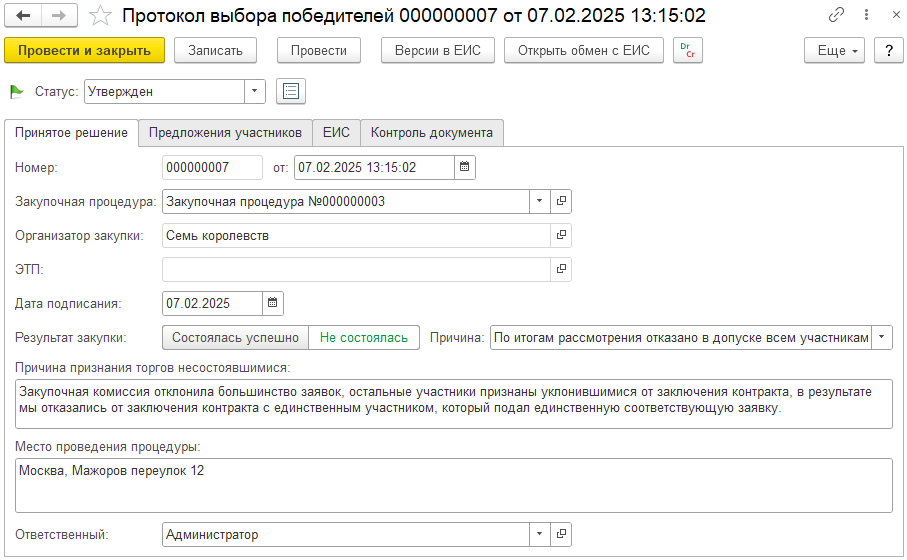 Протокол выбора победителей 000000007 от 07.02.2025 13:15:02
Провести и закрыть Записать Провести Версии в ЕИС Открыть обмен с ЕИС Dr Cr Еще ?
Статус: Утвержден
Принятое решение Предложения участников ЕИС Контроль документа
Номер: 000000007 от: 07.02.2025 13:15:02
Закупочная процедура: Закупочная процедура №000000003
Организатор закупки: Семь королевств
ЭТП:
Дата подписания: 07.02.2025
Результат закупки: Состоялась успешно Не состоялась Причина: По итогам рассмотрения отказано в допуске всем участникам
Причина признания торгов несостоявшимися:
Закупочная комиссия отклонила большинство заявок, остальные участники признаны уклонившимися от заключения контракта, в результате
мы отказались от заключения контракта с единственным участником, который подал единственную соответствующую заявку.
Место проведения процедуры:
Москва, Мажоров переулок 12
Ответственный: Администратор